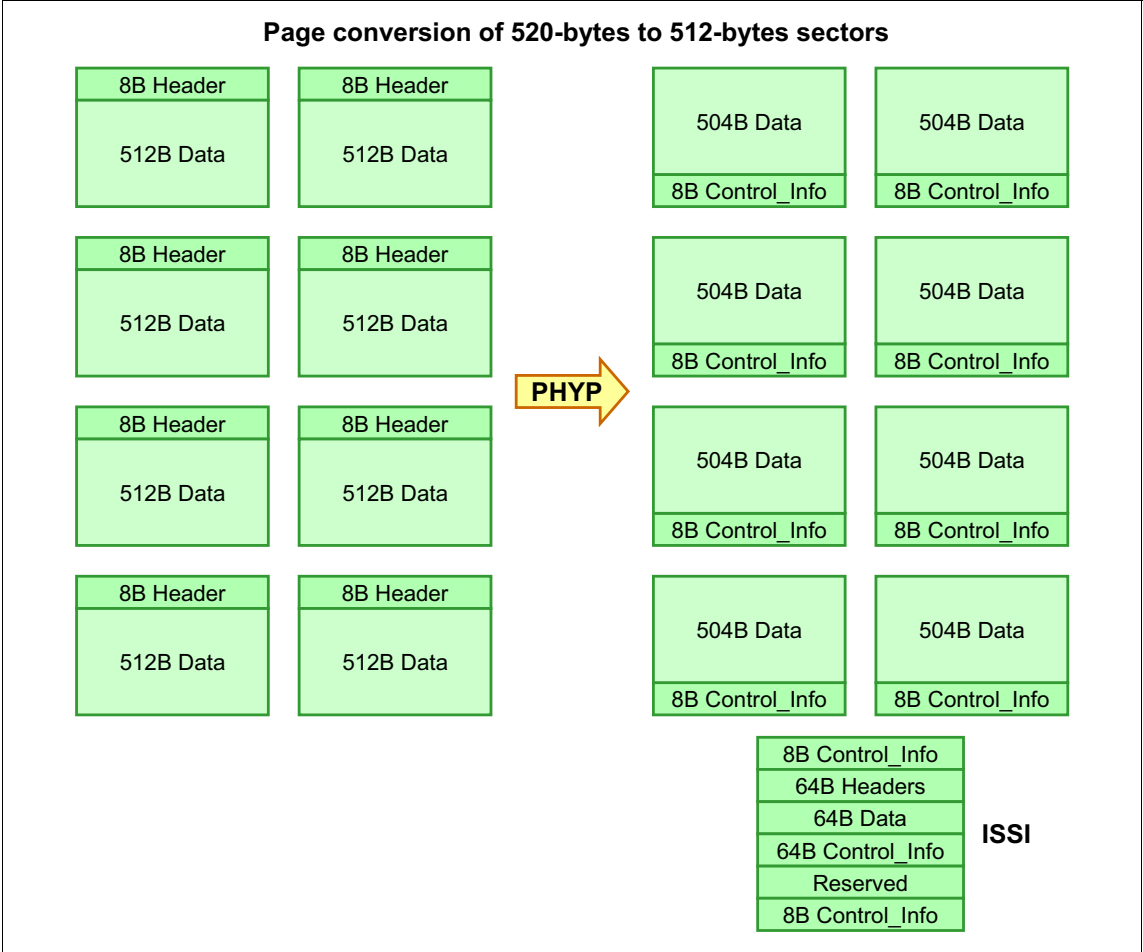 Page conversion of 520-bytes to 512-bytes sectors
8B Header
512B Data
8B Header
512B Data
504B Data
8B Control_Info
504B Data
8B Control_Info
8B Header
512B Data
8B Header
512B Data
504B Data
8B Control_Info
504B Data
8B Control_Info
PHYP
8B Header
512B Data
8B Header
512B Data
504B Data
8B Control_Info
504B Data
8B Control_Info
8B Header
512B Data
8B Header
512B Data
504B Data
8B Control_Info
504B Data
8B Control_Info
8B Control_Info
64B Headers
64B Data
64B Control_Info
Reserved
8B Control_Info
ISSI